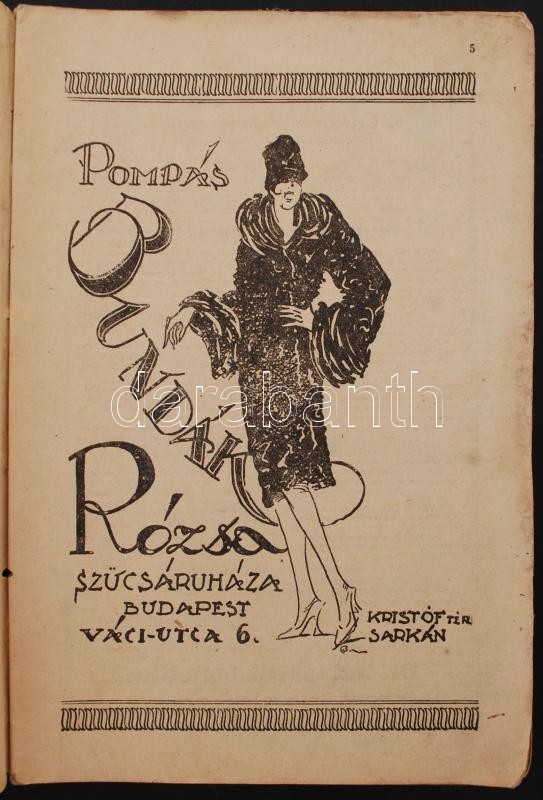 5
POMPÁS
BUNDÁK
Rózsa
SZŰCSÁRUHÁZA
BUDAPEST
VÁCI-UTCA 6.
KRISTÓF TÉR
SARKÁN
darabanth